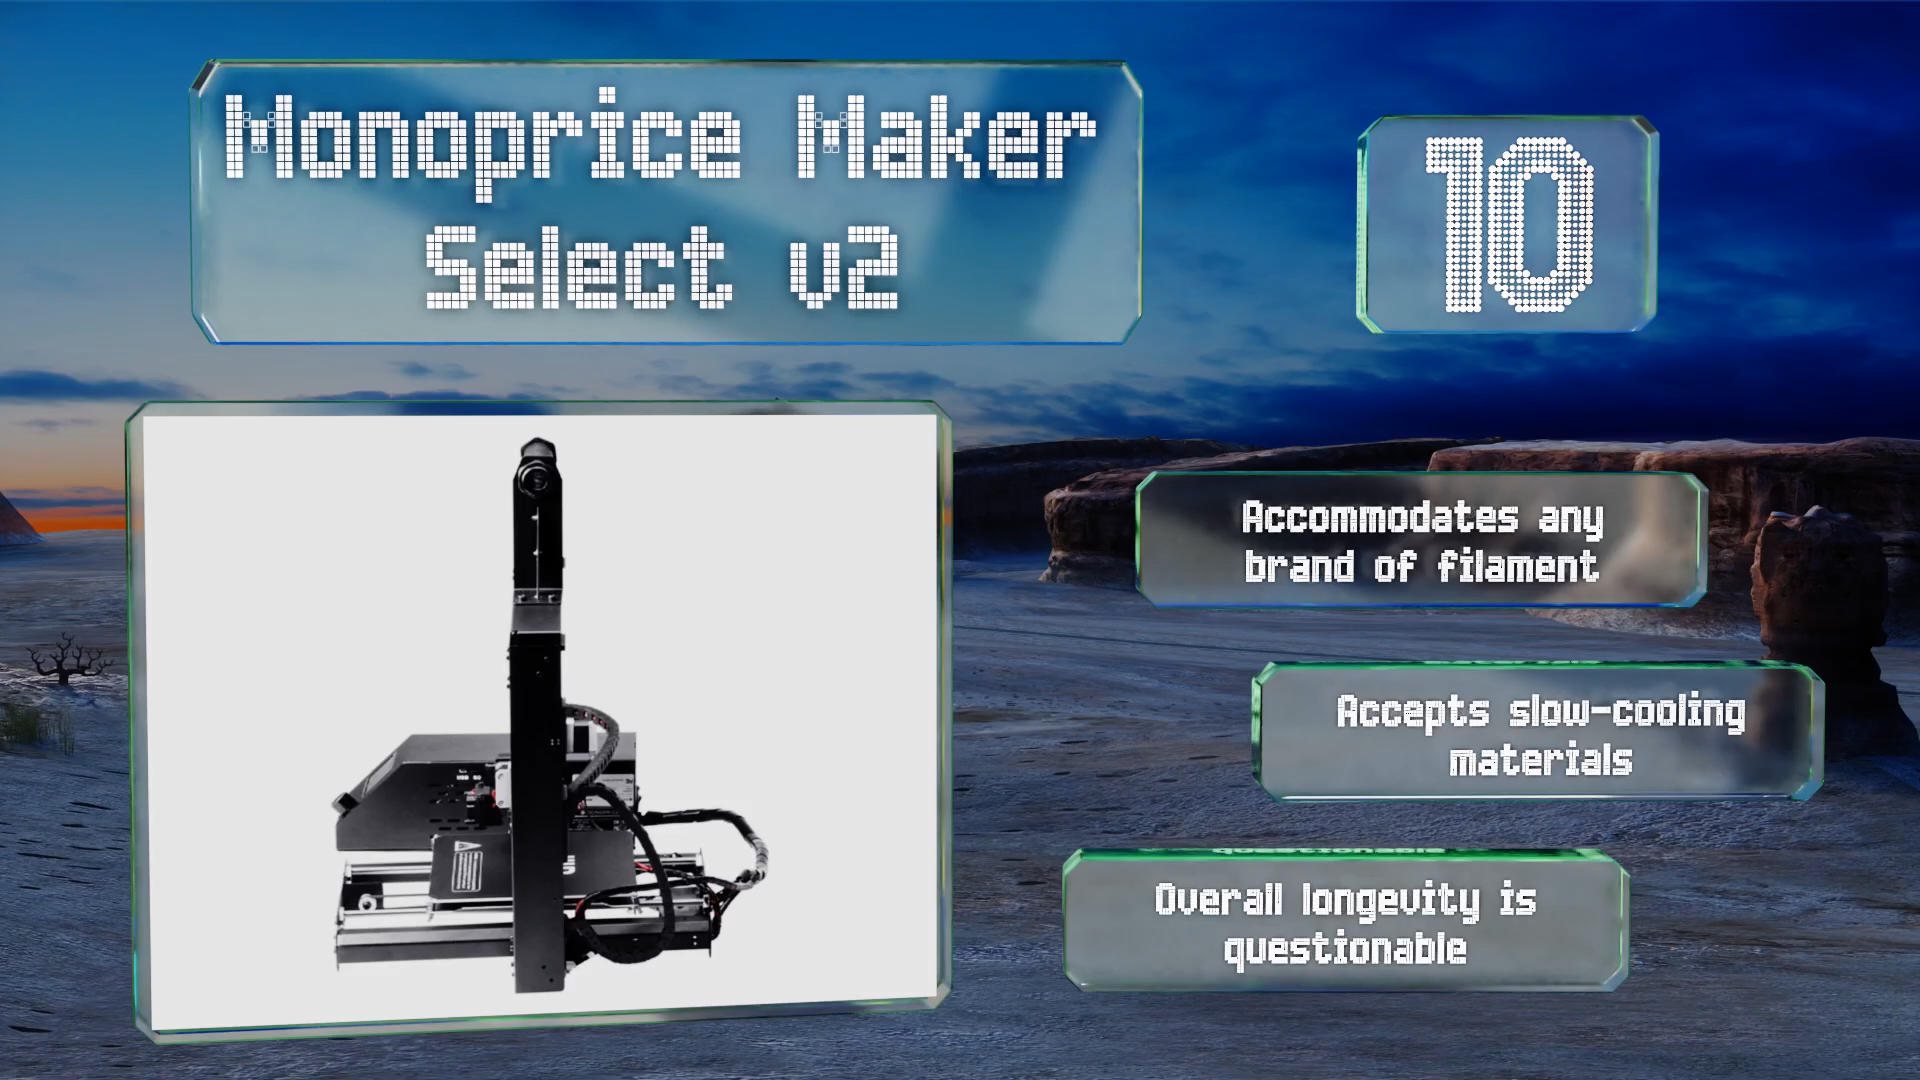 Monoprice Maker
Select v2
10
Accommodates any
brand of filament
Accepts slow-cooling
materials
Overall longevity is
questionable